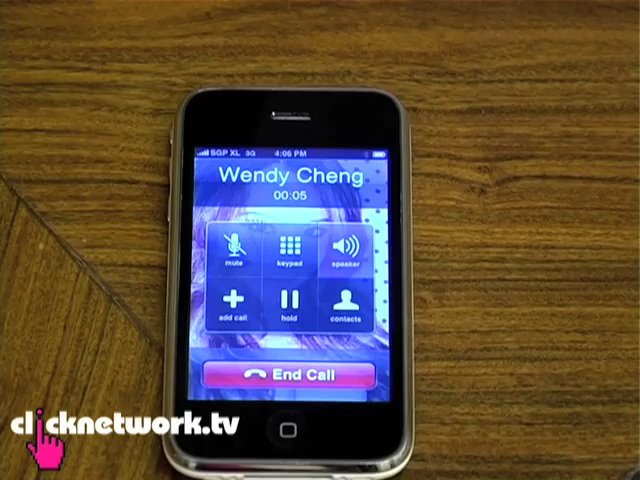 SGP XL 3G 4:06 PM
Wendy Cheng
00:05
mute keypad speaker
add call hold contacts
End Call
clicknetwork.tv